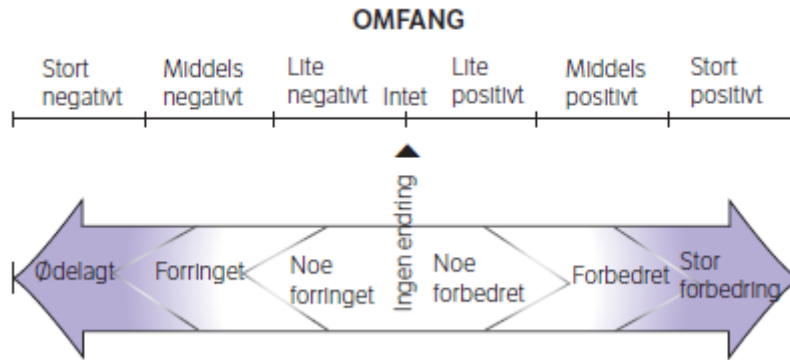 OMFANG
Stort negativt
Middels negativt
Lite negativt
Intet
Lite positivt
Middels positivt
Stort positivt
Ingen endring
Ødelagt
Forringet
Noe forringet
Noe forbedret
Forbedret
Stor forbedring